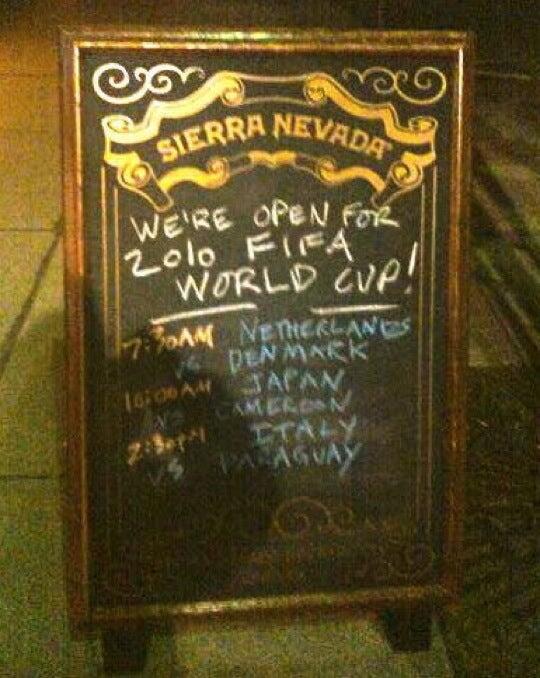 SIERRA NEVADA
WE'RE OPEN FOR
2010 FIFA
WORLD CUP!
7:30AM NETHERLANDS
VS DENMARK
10:00AM JAPAN
VS CAMEROON
2:30PM ITALY
VS PARAGUAY